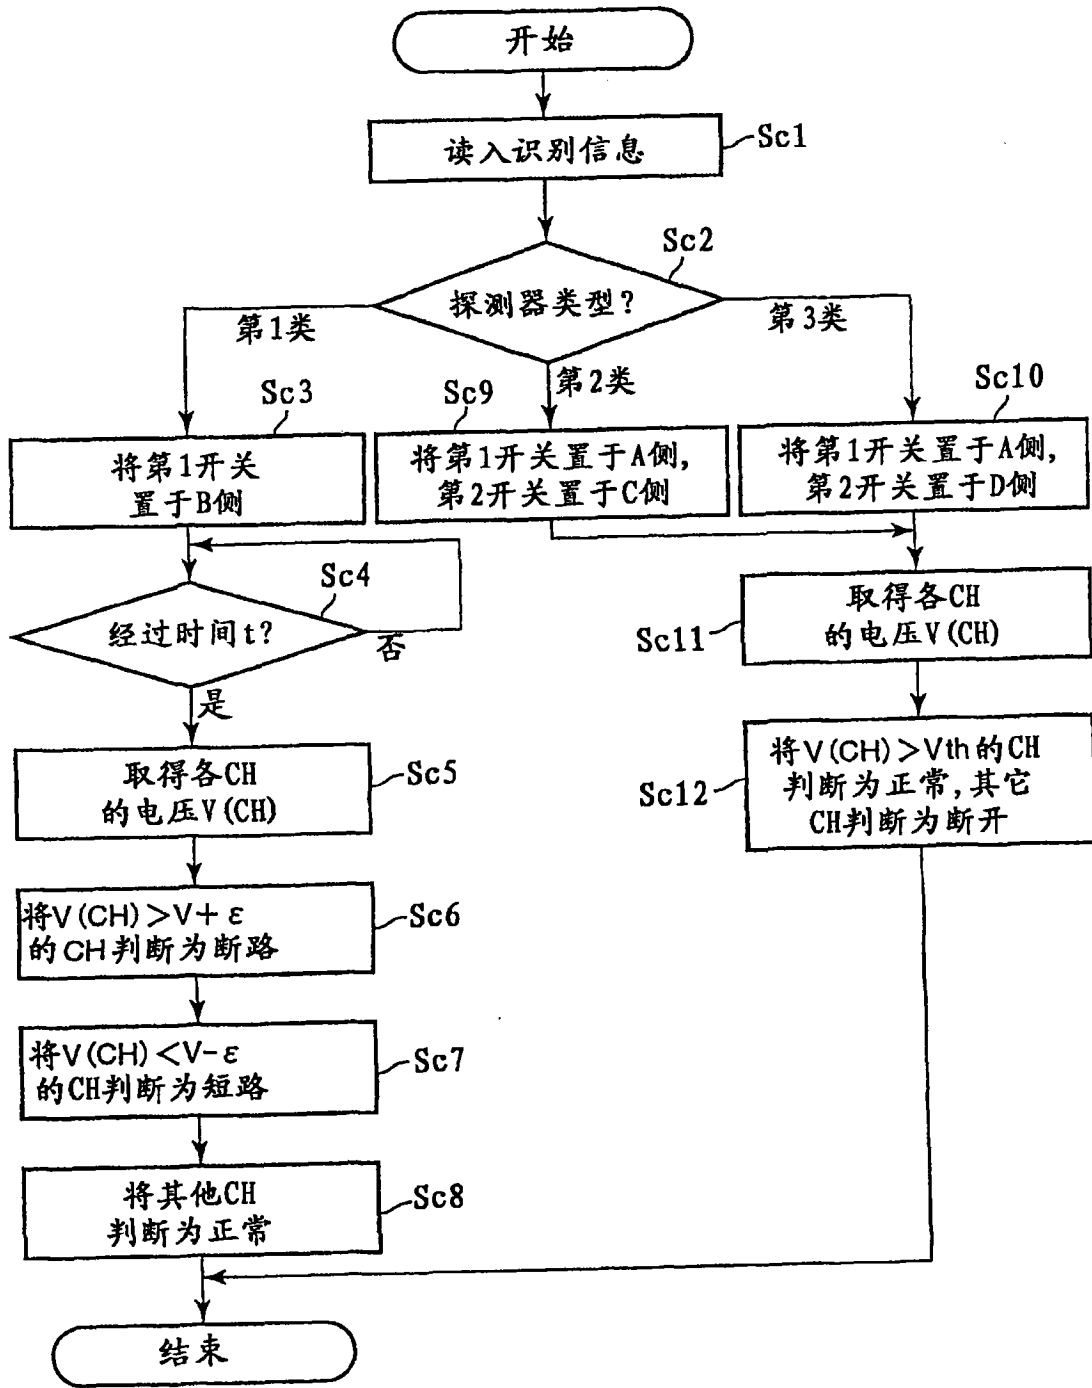 开始
读入识别信息
Sc1
Sc2
探测器类型?
第1类
第2类
第3类
Sc3
将第1开关
置于B侧
Sc9
将第1开关置于A侧,
第2开关置于C侧
Sc10
将第1开关置于A侧,
第2开关置于D侧
Sc4
经过时间t?
否
是
取得各CH
的电压V(CH)
Sc5
将V(CH)>V+ε
的CH判断为断路
Sc6
将V(CH)<V-ε
的CH判断为短路
Sc7
将其他CH
判断为正常
Sc8
取得各CH
的电压V(CH)
Sc11
将V(CH)>Vth的CH
判断为正常,其它
CH判断为断开
Sc12
结束